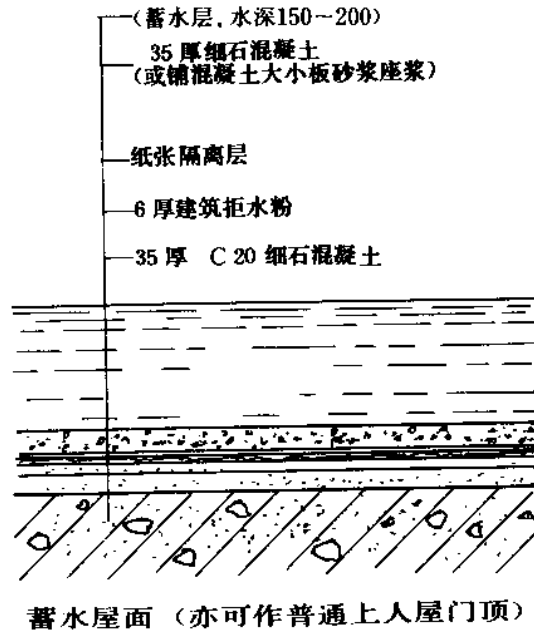 (蓄水层,水深150~200)
35厚细石混凝土
(或铺混凝土大小板砂浆座浆)
纸张隔离层
6厚建筑拒水粉
35厚 C20细石混凝土
蓄水屋面(亦可作普通上人屋门顶)